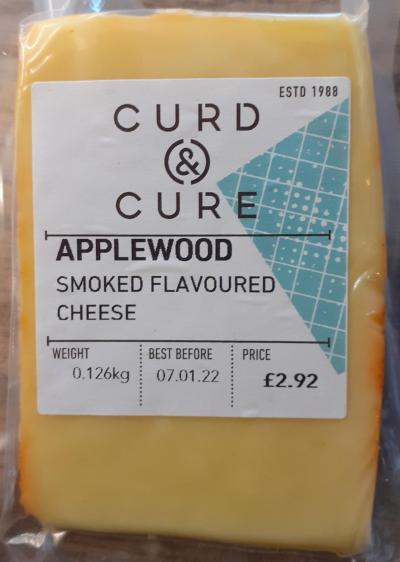 ESTD 1988
CURD
&
CURE
APPLEWOOD
SMOKED FLAVOURED
CHEESE
WEIGHT BEST BEFORE PRICE
0.126kg 07.01.22 £2.92